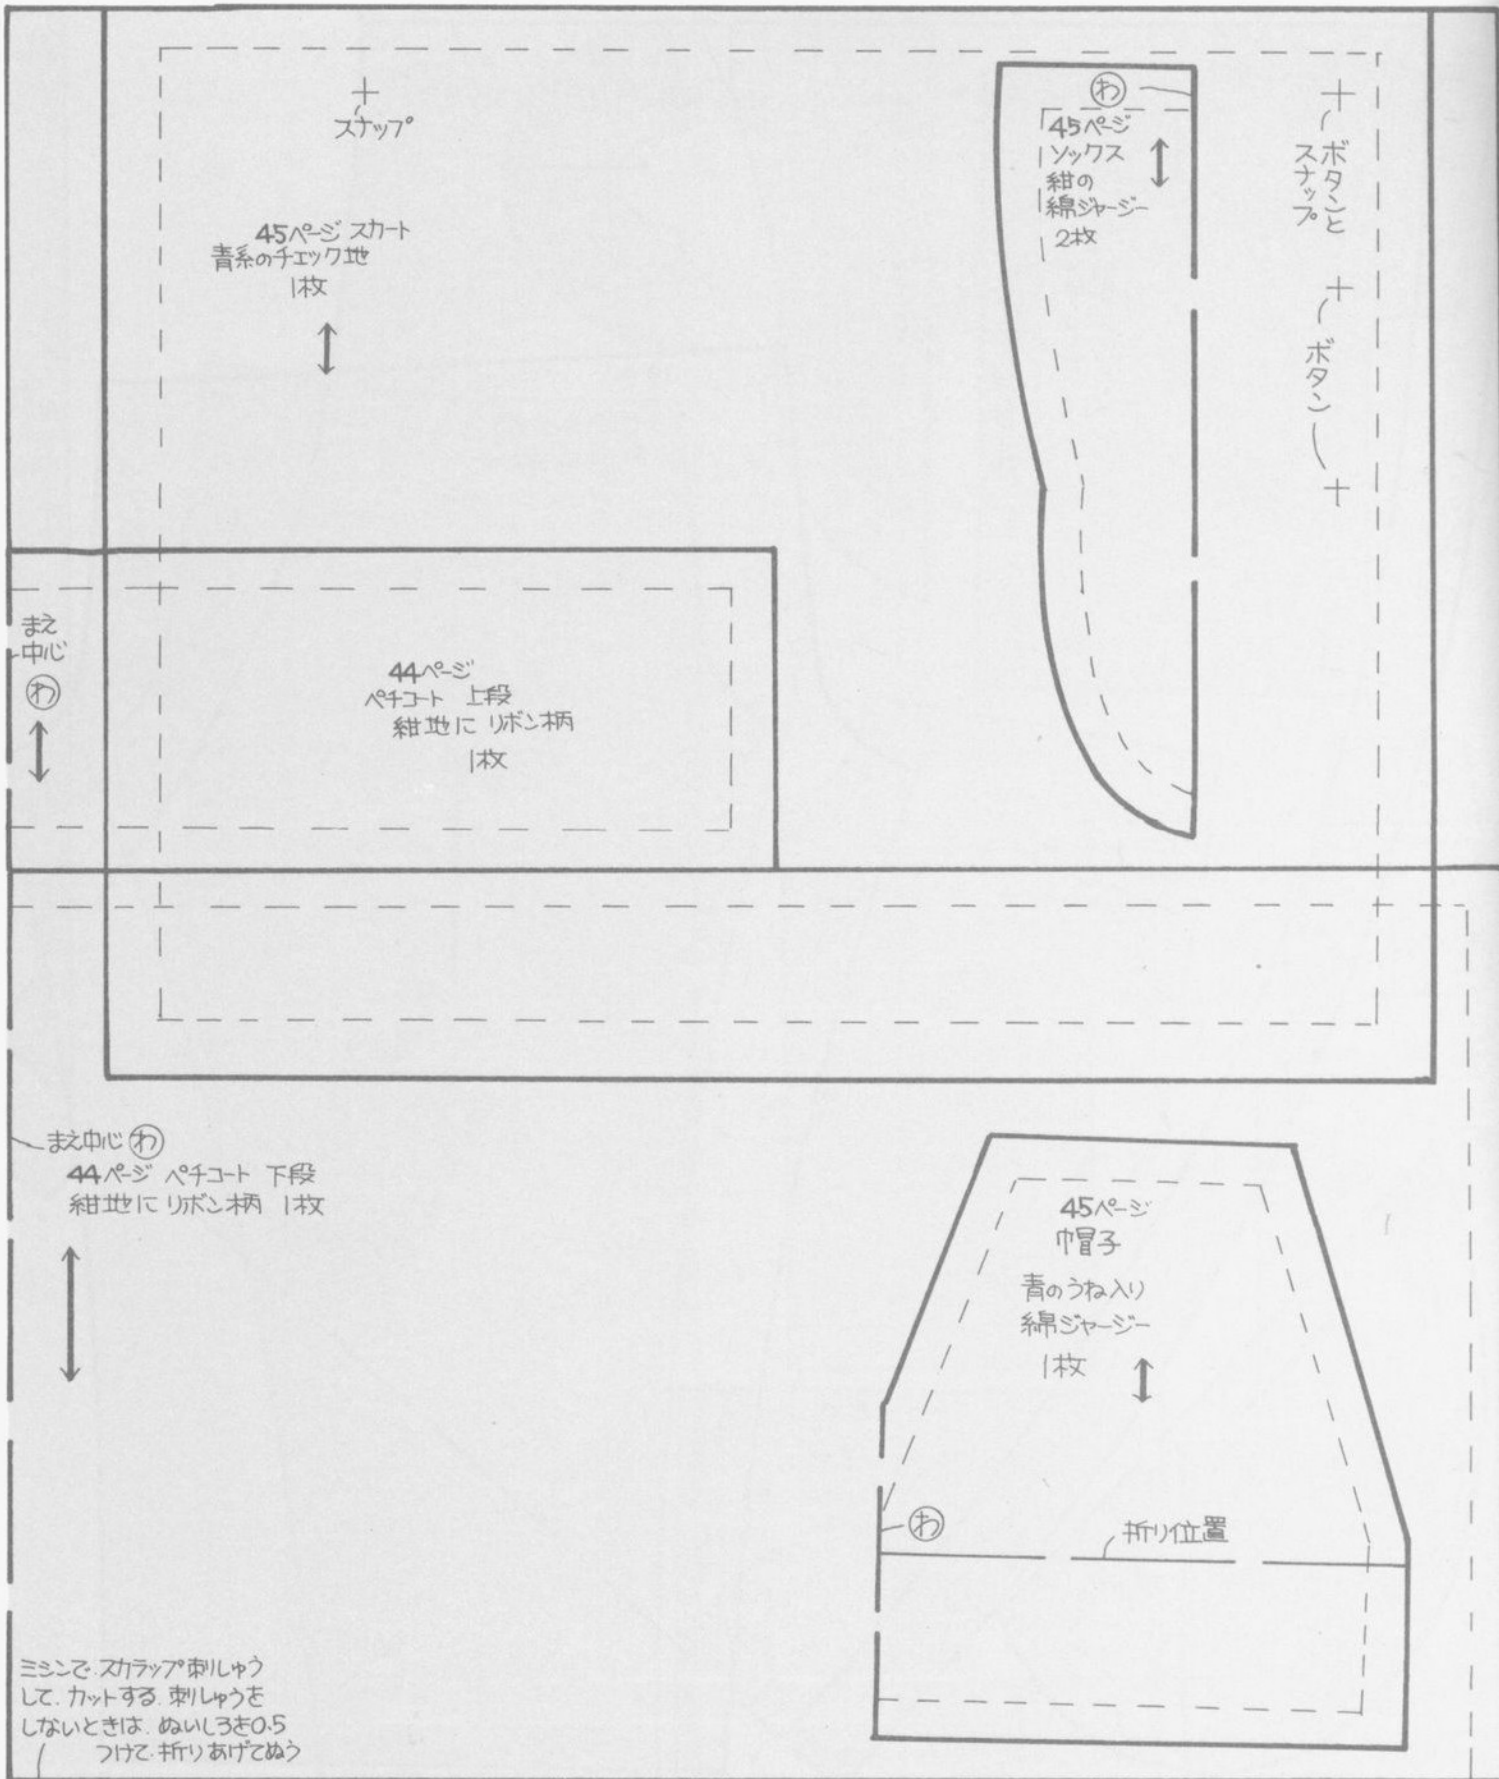 スナップ
45ページ スカート
青系のチェック地
1枚
わ
45ページ
ソックス
紺の
綿ジャージー
2枚
ボタンと
スナップ
ボタン
まえ
中心
わ
44ページ
ペチコート 上段
紺地に リボン柄
1枚
まえ中心 わ
44ページ ペチコート 下段
紺地に リボン柄 1枚
45ページ
帽子
青のうね入り
綿ジャージー
1枚
わ
折り位置
ミシンで、スカラップ刺しゅう
して、カットする。刺しゅうを
しないときは、ぬいしろを0.5
つけて、折りあげてぬう